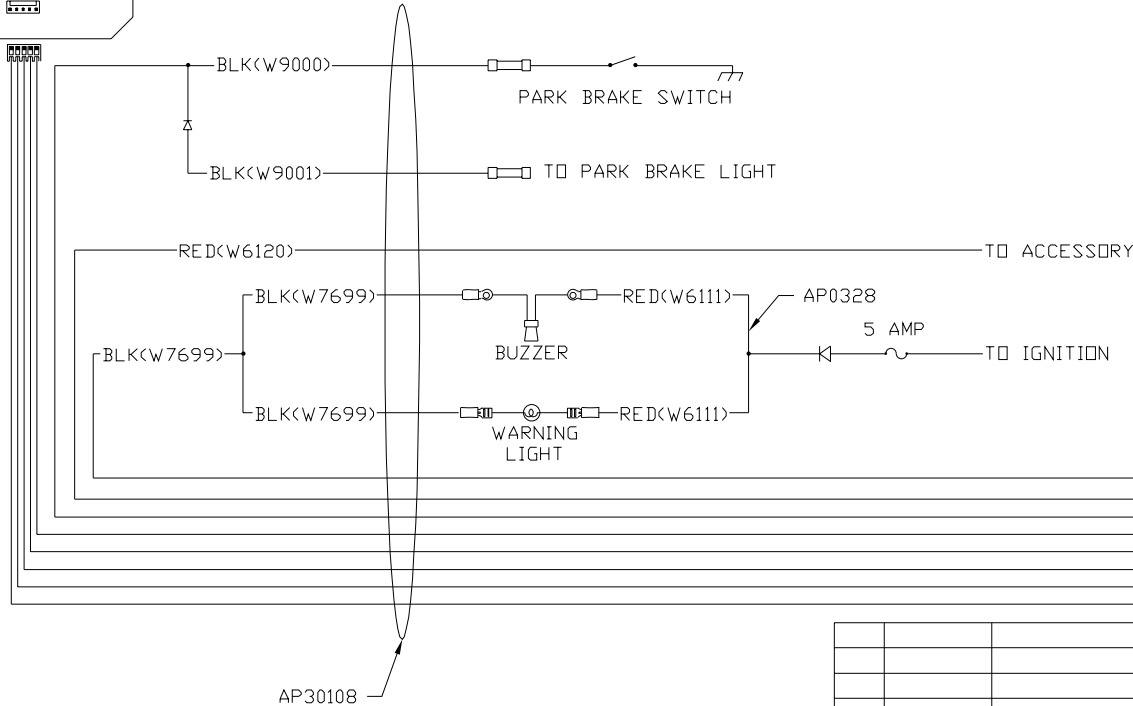 BLK(W9000)
PARK BRAKE SWITCH
BLK(W9001)
TO PARK BRAKE LIGHT
RED(W6120)
TO ACCESSORY
BLK(W7699)
RED(W6111)
AP0328
5 AMP
BUZZER
BLK(W7699)
TO IGNITION
BLK(W7699)
RED(W6111)
WARNING
LIGHT
AP30108